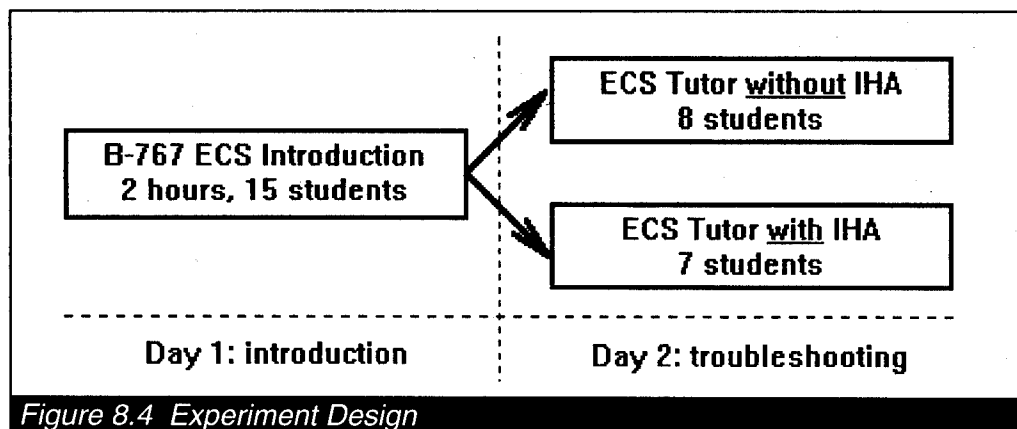 B-767 ECS Introduction
2 hours, 15 students
ECS Tutor without IHA
8 students
ECS Tutor with IHA
7 students
Day 1: introduction
Day 2: troubleshooting
Figure 8.4 Experiment Design